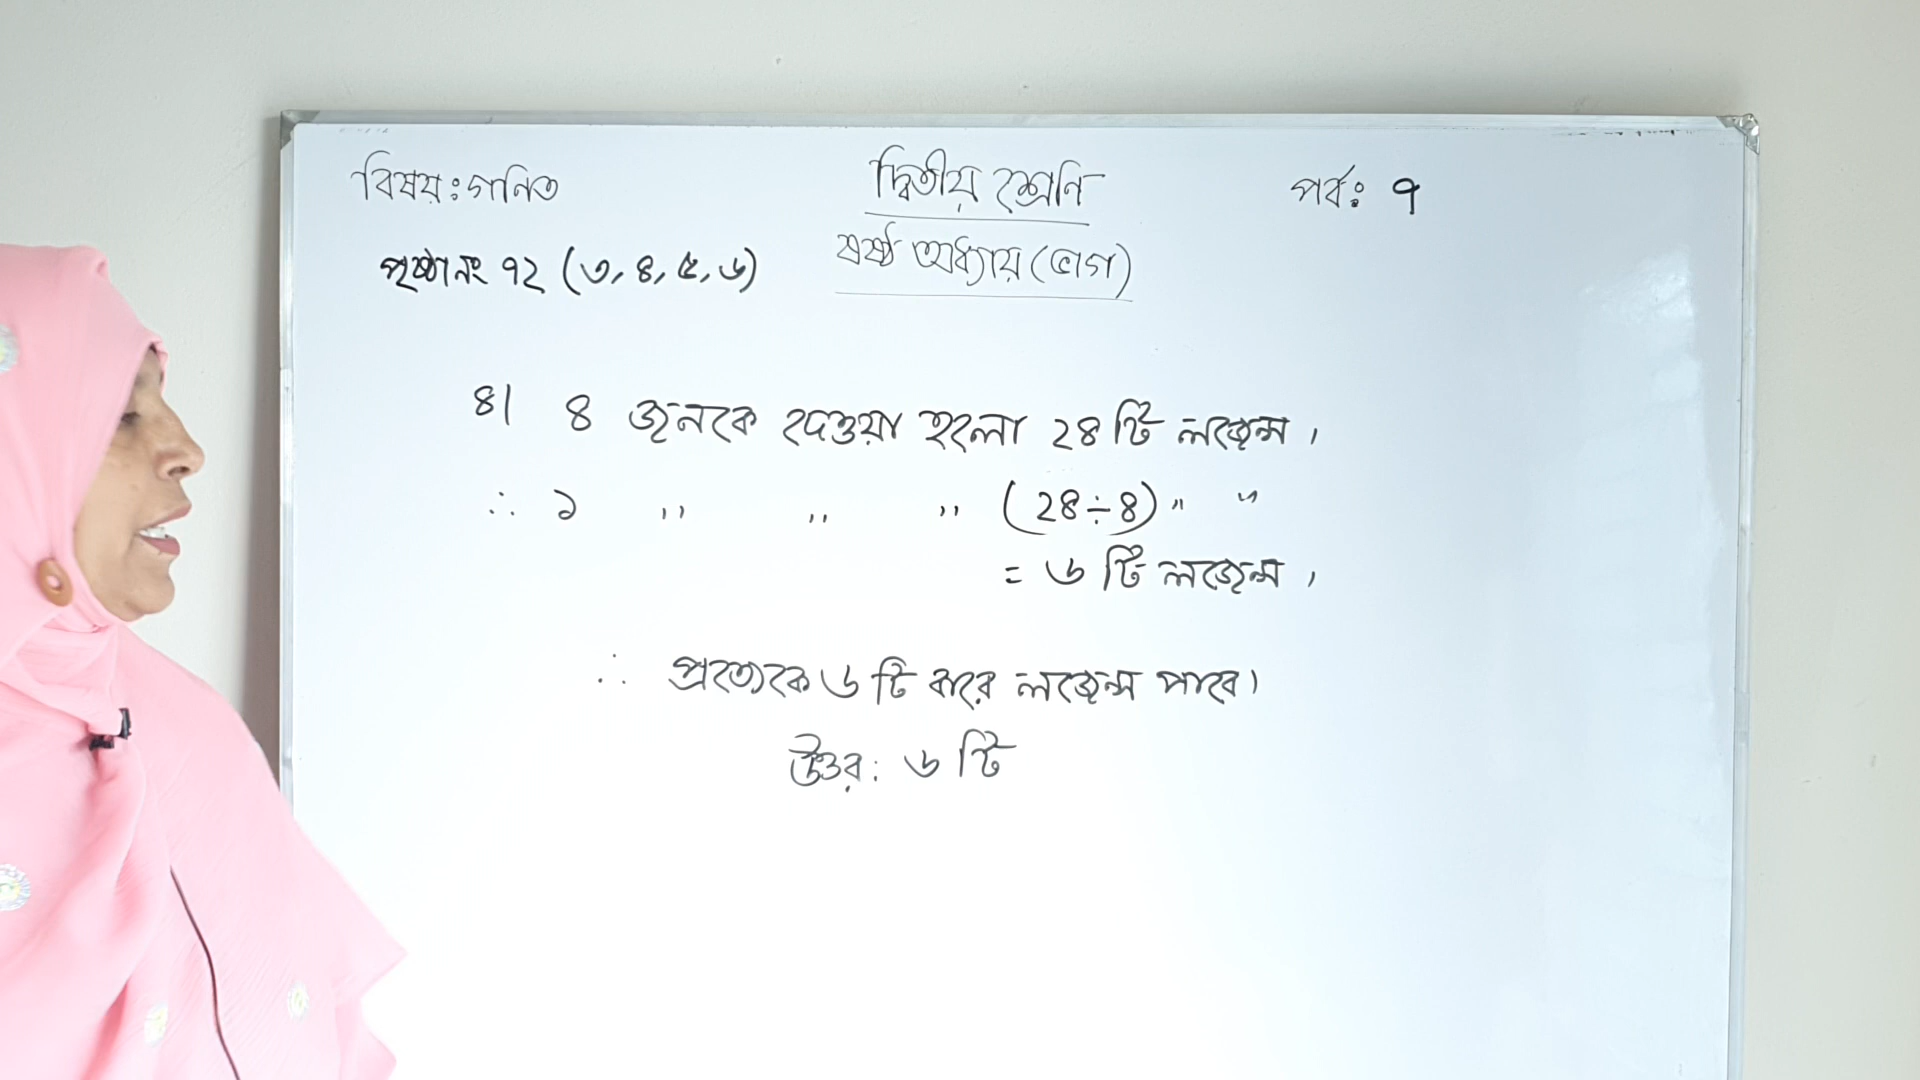 বিষয়ঃ গনিত দ্বিতীয় শ্রেণি পর্বঃ ৭
পৃষ্ঠা নং ৭২ (৩, ৪, ৫, ৬) ষষ্ঠ অধ্যায় (ভাগ)
৪| ৪ জনকে দেওয়া হলো ২৪ টি লজেন্স ,
∴ ১ ,, ,, ,, (২৪÷৪) " "
= ৬ টি লজেন্স ,
∴ প্রত্যেকে ৬ টি করে লজেন্স পাবে।
উত্তর: ৬ টি